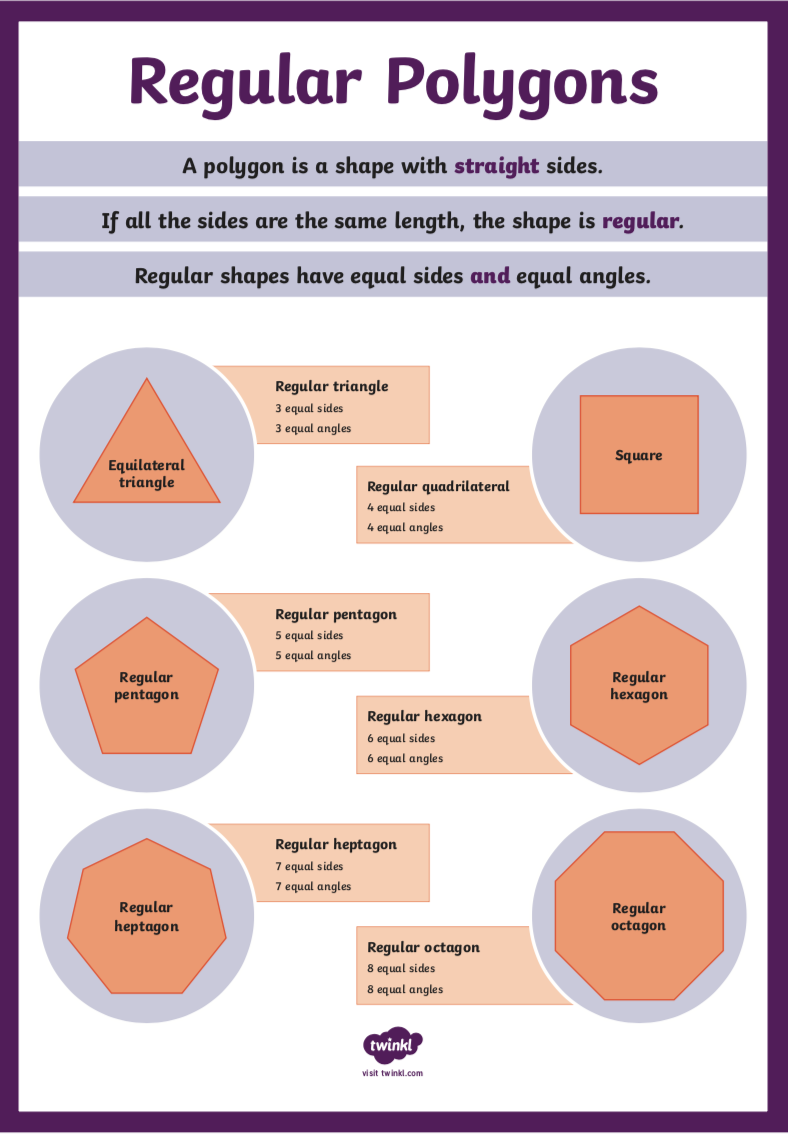 Regular Polygons
A polygon is a shape with straight sides.
If all the sides are the same length, the shape is regular.
Regular shapes have equal sides and equal angles.
Equilateral
triangle
Regular triangle
3 equal sides
3 equal angles
Square
Regular quadrilateral
4 equal sides
4 equal angles
Regular
pentagon
Regular pentagon
5 equal sides
5 equal angles
Regular
hexagon
Regular hexagon
6 equal sides
6 equal angles
Regular
heptagon
Regular heptagon
7 equal sides
7 equal angles
Regular
octagon
Regular octagon
8 equal sides
8 equal angles
twinkl
visit twinkl.com